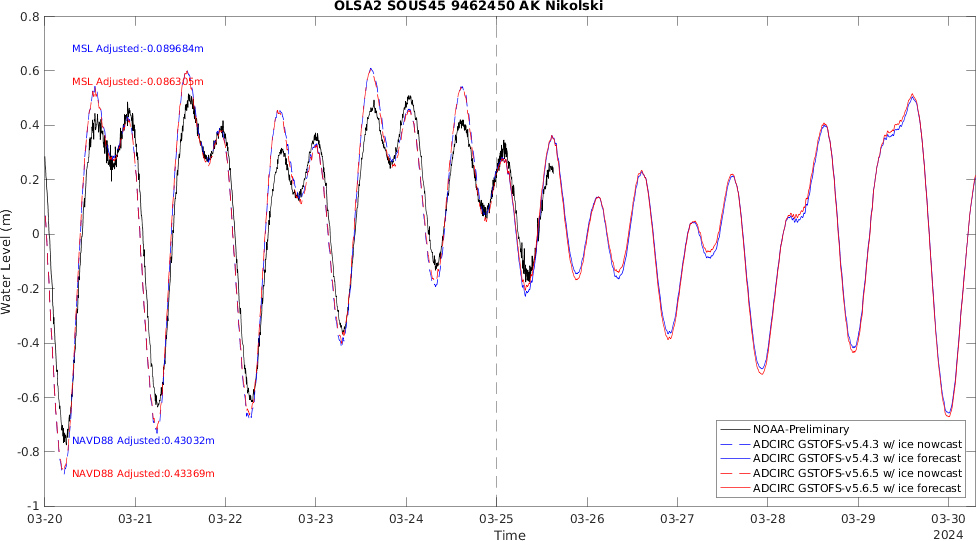 OLSA2 SOUS45 9462450 AK Nikolski
0.8
0.6
0.4
0.2
0
-0.2
-0.4
-0.6
-0.8
-1
Water Level (m)
MSL Adjusted:-0.089684m
MSL Adjusted:-0.086305m
NAVD88 Adjusted:0.43032m
NAVD88 Adjusted:0.43369m
NOAA-Preliminary
ADCIRC GSTOFS-v5.4.3 w/ ice nowcast
ADCIRC GSTOFS-v5.4.3 w/ ice forecast
ADCIRC GSTOFS-v5.6.5 w/ ice nowcast
ADCIRC GSTOFS-v5.6.5 w/ ice forecast
03-20 03-21 03-22 03-23 03-24 03-25 03-26 03-27 03-28 03-29 03-30
2024
Time